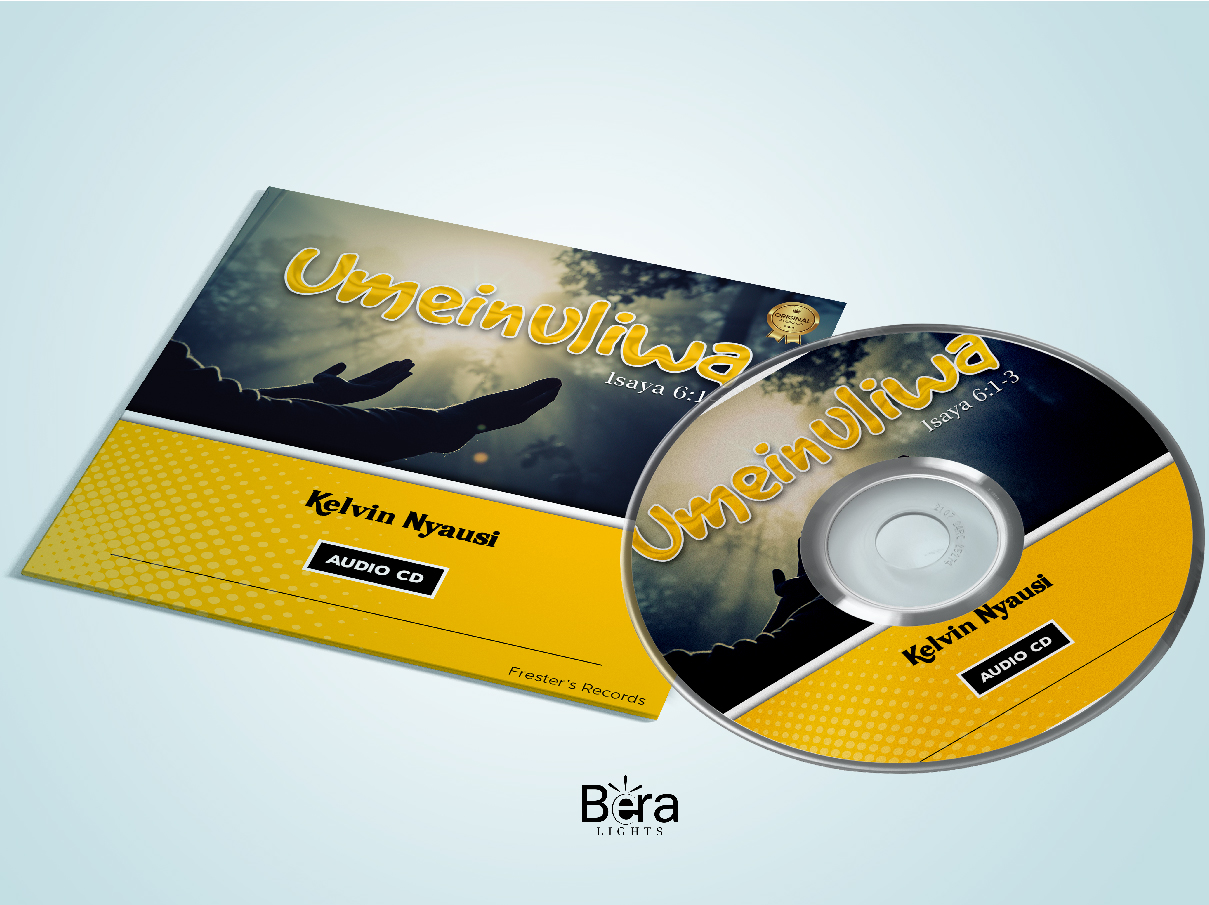 Umeinuliwa
ORIGINAL
Isaya 6:1
Kelvin Nyausi
AUDIO CD
Frester's Records
Umeinuliwa
Isaya 6:1-3
Kelvin Nyausi
AUDIO CD
Bera
LIGHTS